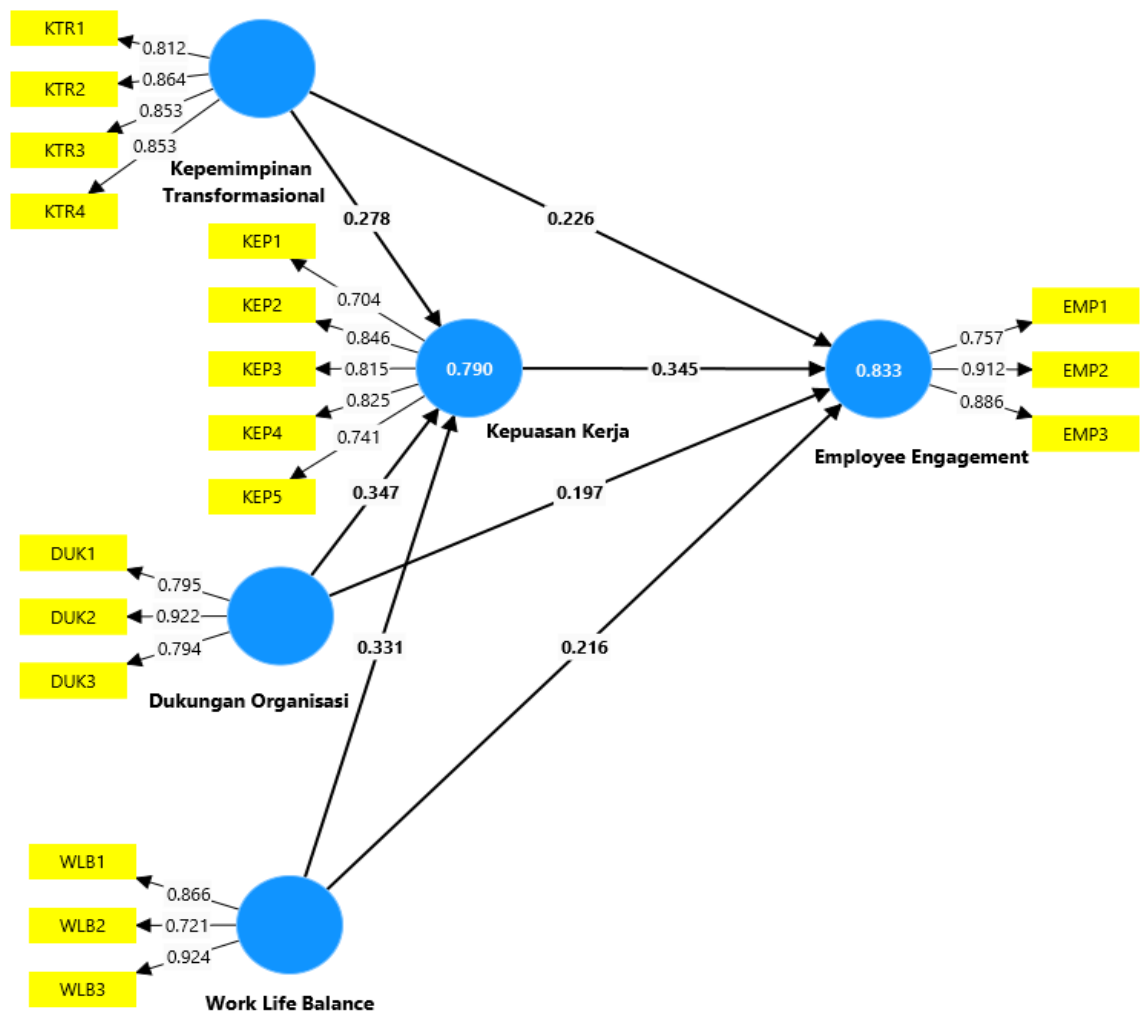 KTR1
0.812
KTR2
0.864
KTR3
0.853
KTR4
0.853
Kepemimpinan
Transformasional
0.278
0.226
KEP1
0.704
KEP2
0.846
KEP3
0.815
KEP4
0.825
KEP5
0.741
0.790
Kepuasan Kerja
0.345
0.833
Employee Engagement
EMP1
0.757
EMP2
0.912
EMP3
0.886
0.347
0.197
DUK1
0.795
DUK2
0.922
DUK3
0.794
Dukungan Organisasi
0.331
0.216
WLB1
0.866
WLB2
0.721
WLB3
0.924
Work Life Balance